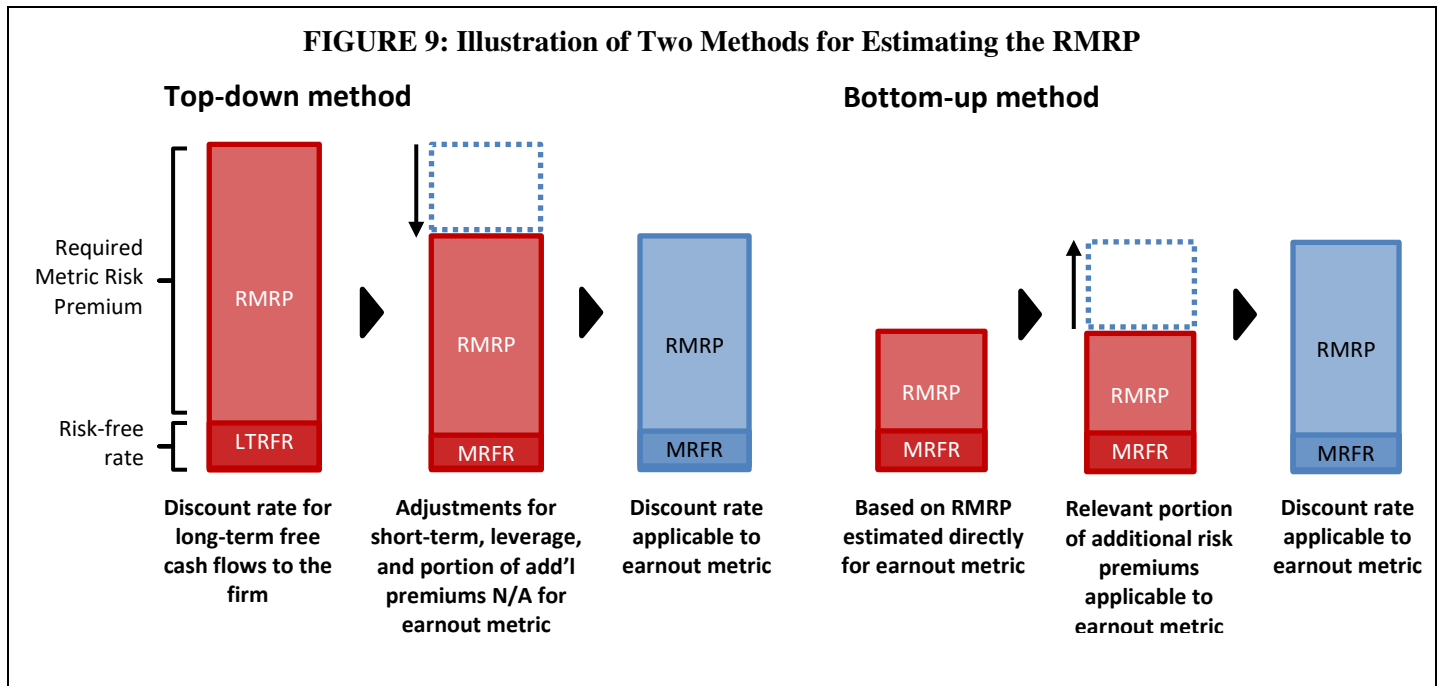 FIGURE 9: Illustration of Two Methods for Estimating the RMRP
Top-down method
Required
Metric Risk
Premium
Risk-free
rate
RMRP
LTRFR
Discount rate for
long-term free
cash flows to the
firm
RMRP
MRFR
Adjustments for
short-term, leverage,
and portion of add’l
premiums N/A for
earnout metric
RMRP
MRFR
Discount rate
applicable to
earnout metric
Bottom-up method
RMRP
MRFR
Based on RMRP
estimated directly
for earnout metric
RMRP
MRFR
Relevant portion
of additional risk
premiums
applicable to
earnout metric
RMRP
MRFR
Discount rate
applicable to
earnout metric